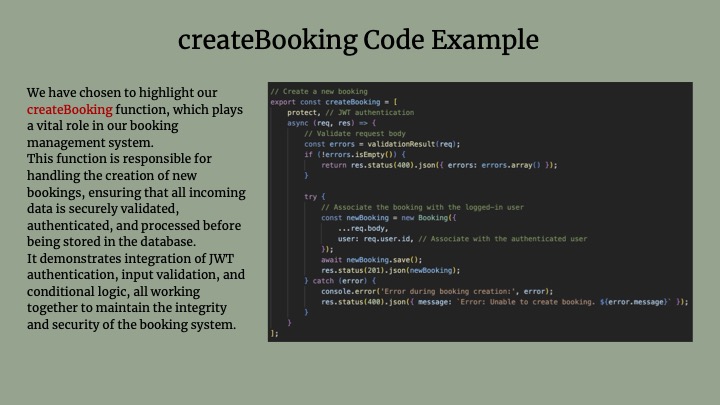 createBooking Code Example
We have chosen to highlight our
createBooking function, which plays
a vital role in our booking
management system.
This function is responsible for
handling the creation of new
bookings, ensuring that all incoming
data is securely validated,
authenticated, and processed before
being stored in the database.
It demonstrates integration of JWT
authentication, input validation, and
conditional logic, all working
together to maintain the integrity
and security of the booking system.
// Create a new booking
export const createBooking = [
    protect, // JWT authentication
    async (req, res) => {
        // Validate request body
        const errors = validationResult(req);
        if (!errors.isEmpty()) {
            return res.status(400).json({ errors: errors.array() });
        }
        try {
            // Associate the booking with the logged-in user
            const newBooking = new Booking({
                ...req.body,
                user: req.user.id, // Associate with the authenticated user
            });
            await newBooking.save();
            res.status(201).json(newBooking);
        } catch (error) {
            console.error('Error during booking creation:', error);
            res.status(400).json({ message: `Error: Unable to create booking. ${error.message}` });
        }
    }
];